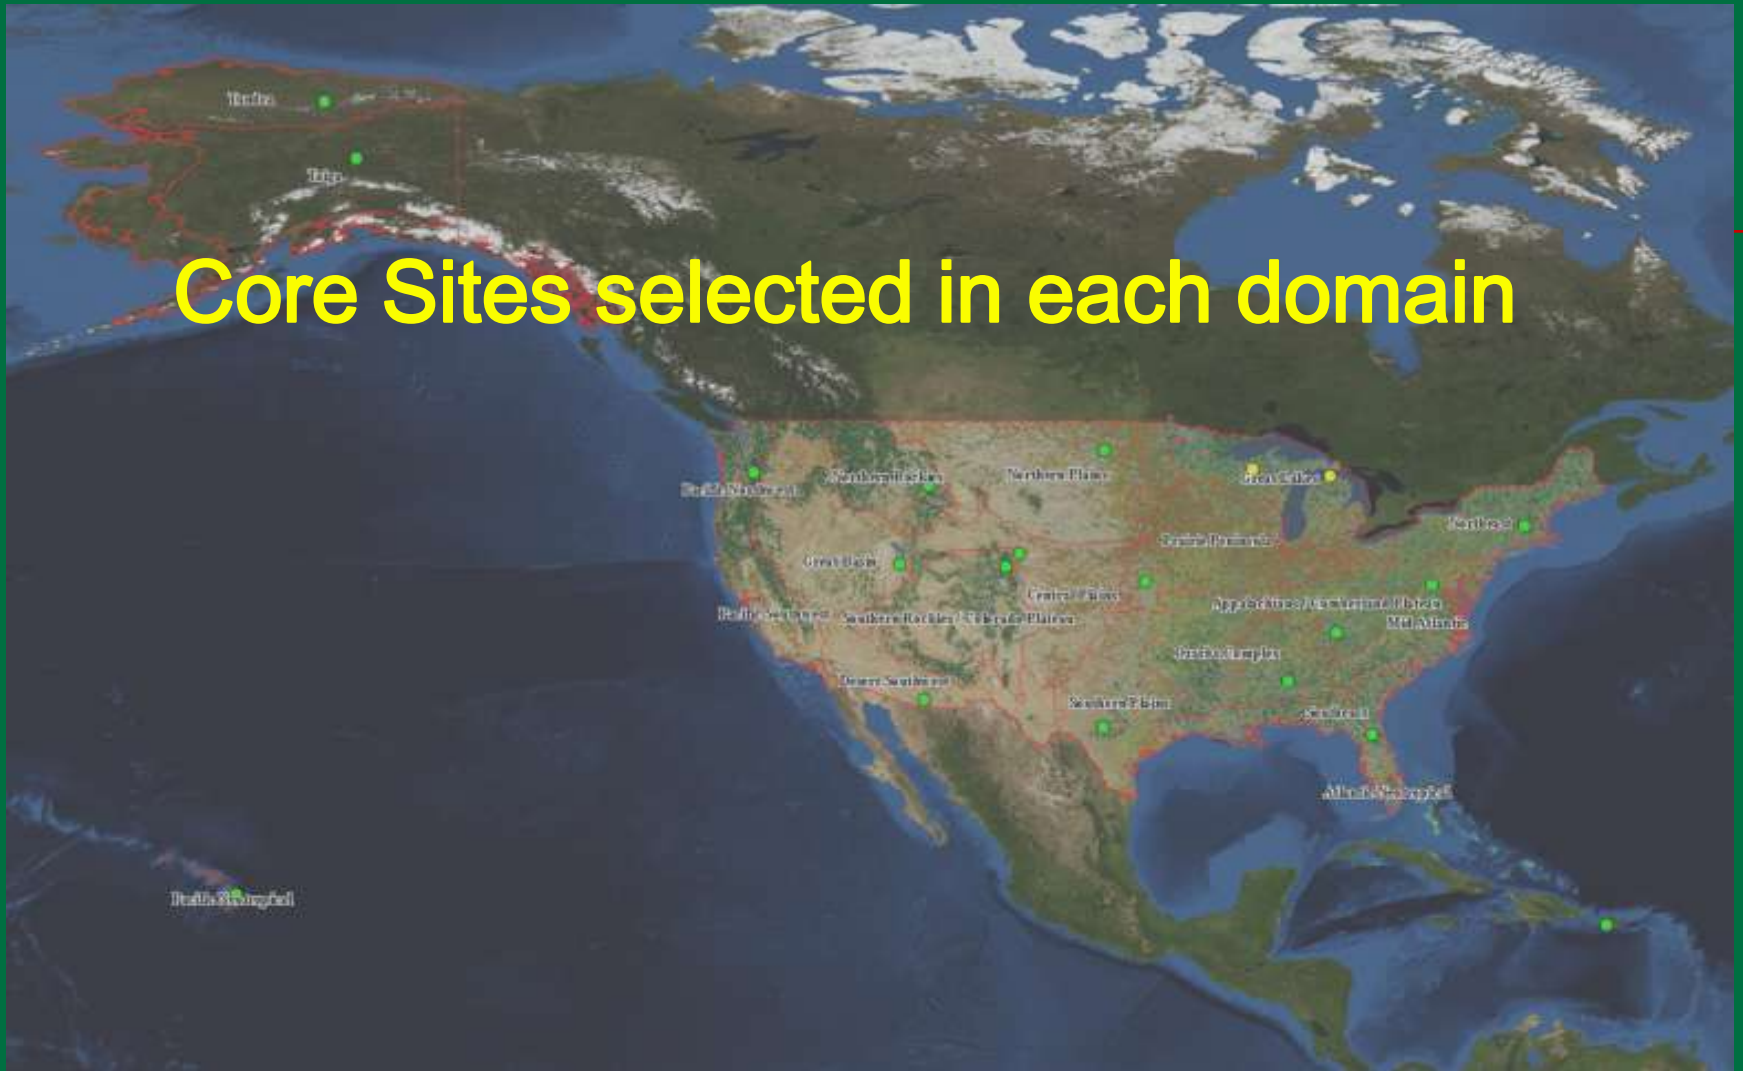 Tundra
Taiga
Core Sites selected in each domain
Pacific Northwest
Northern Rockies
Northern Plains
Great Lakes
Northeast
Prairie Peninsula
Great Basin
Central Plains
Appalachians / Cumberland Plateau
Pacific Southwest
Southern Rockies / Colorado Plateau
Mid Atlantic
Ozarks Complex
Desert Southwest
Southern Plains
Southeast
Atlantic Neotropical
Pacific Neotropical